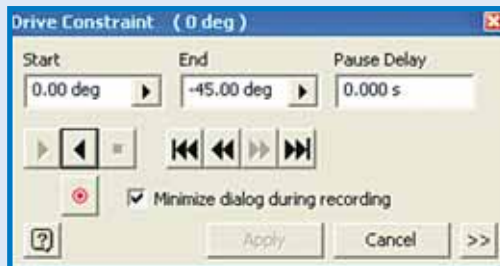 Drive Constraint (0 deg)
Start End Pause Delay
0.00 deg -45.00 deg 0.000 s
Minimize dialog during recording
? Apply Cancel >>